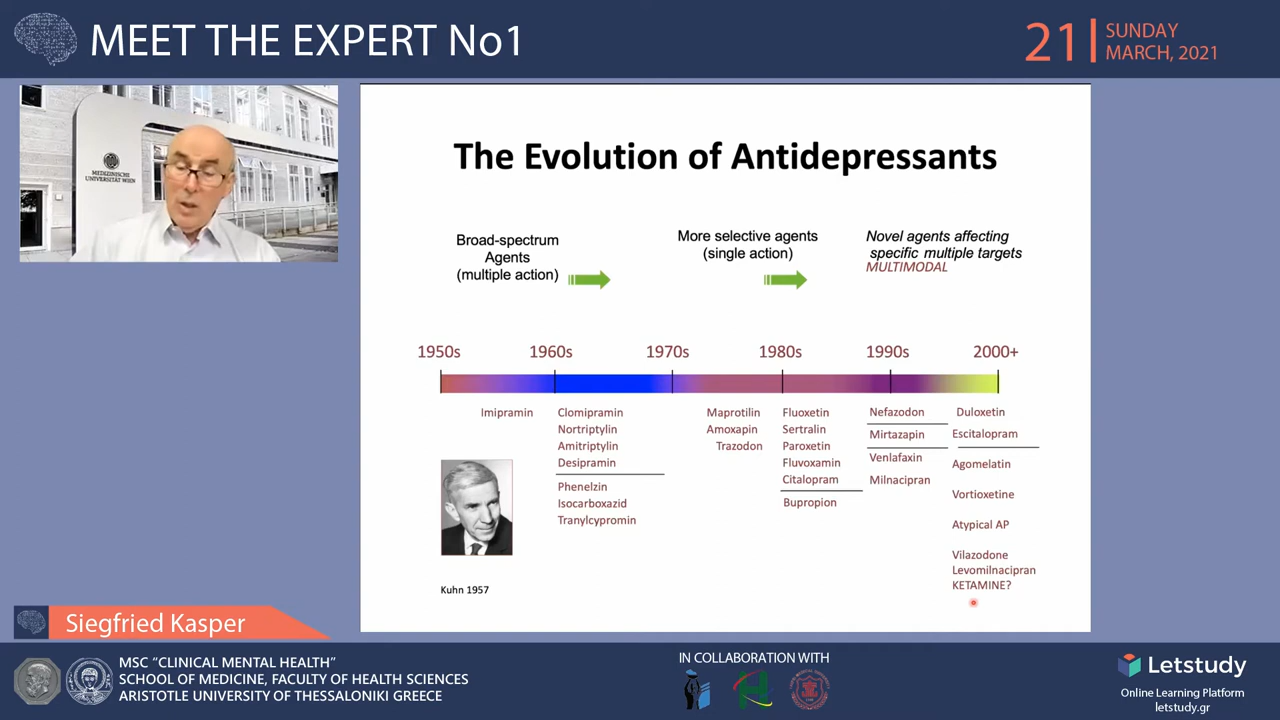 MEET THE EXPERT No1
21
SUNDAY
MARCH, 2021
MEDIZINISCHE
UNIVERSITÄT WIEN
The Evolution of Antidepressants
Broad-spectrum
Agents
(multiple action)
More selective agents
(single action)
Novel agents affecting
specific multiple targets
MULTIMODAL
1950s
1960s
1970s
1980s
1990s
2000+
Imipramin
Clomipramin
Nortriptylin
Amitriptylin
Desipramin
Phenelzin
Isocarboxazid
Tranylcypromin
Maprotilin
Amoxapin
Trazodon
Fluoxetin
Sertralin
Paroxetin
Fluvoxamin
Citalopram
Bupropion
Nefazodon
Mirtazapin
Venlafaxin
Milnacipran
Duloxetin
Escitalopram
Agomelatin
Vortioxetine
Atypical AP
Vilazodone
Levomilnacipran
KETAMINE?
Kuhn 1957
Siegfried Kasper
MSC “CLINICAL MENTAL HEALTH”
SCHOOL OF MEDICINE, FACULTY OF HEALTH SCIENCES
ARISTOTLE UNIVERSITY OF THESSALONIKI GREECE
IN COLLABORATION WITH
Letstudy
Online Learning Platform
letstudy.gr